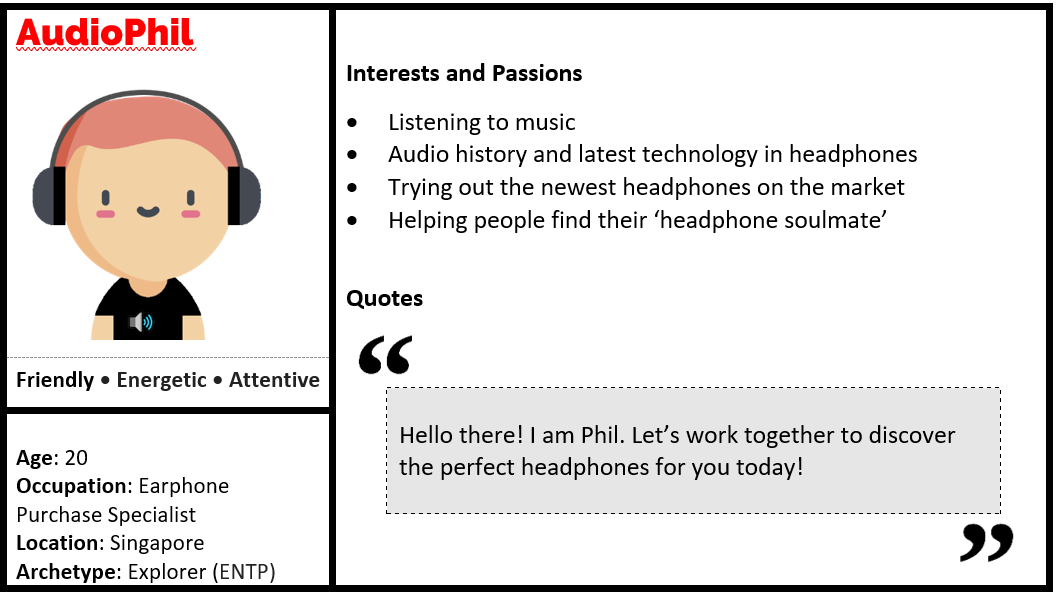 AudioPhil
Friendly • Energetic • Attentive
Age: 20
Occupation: Earphone
Purchase Specialist
Location: Singapore
Archetype: Explorer (ENTP)
Interests and Passions
• Listening to music
• Audio history and latest technology in headphones
• Trying out the newest headphones on the market
• Helping people find their ‘headphone soulmate’
Quotes
“
Hello there! I am Phil. Let’s work together to discover
the perfect headphones for you today!
”